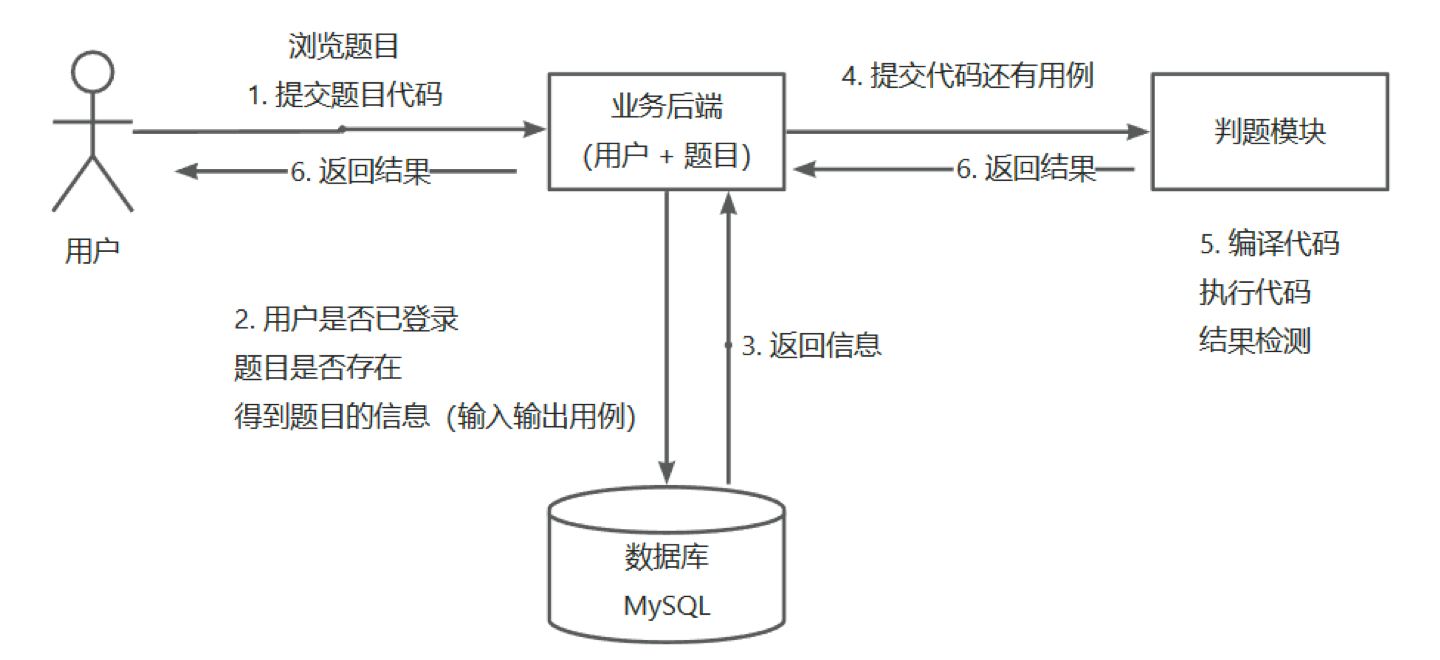 浏览题目
1. 提交题目代码
6. 返回结果
用户
业务后端
(用户 + 题目)
4. 提交代码还有用例
6. 返回结果
判题模块
5. 编译代码
执行代码
结果检测
2. 用户是否已登录
题目是否存在
得到题目的信息（输入输出用例）
3. 返回信息
数据库
MySQL